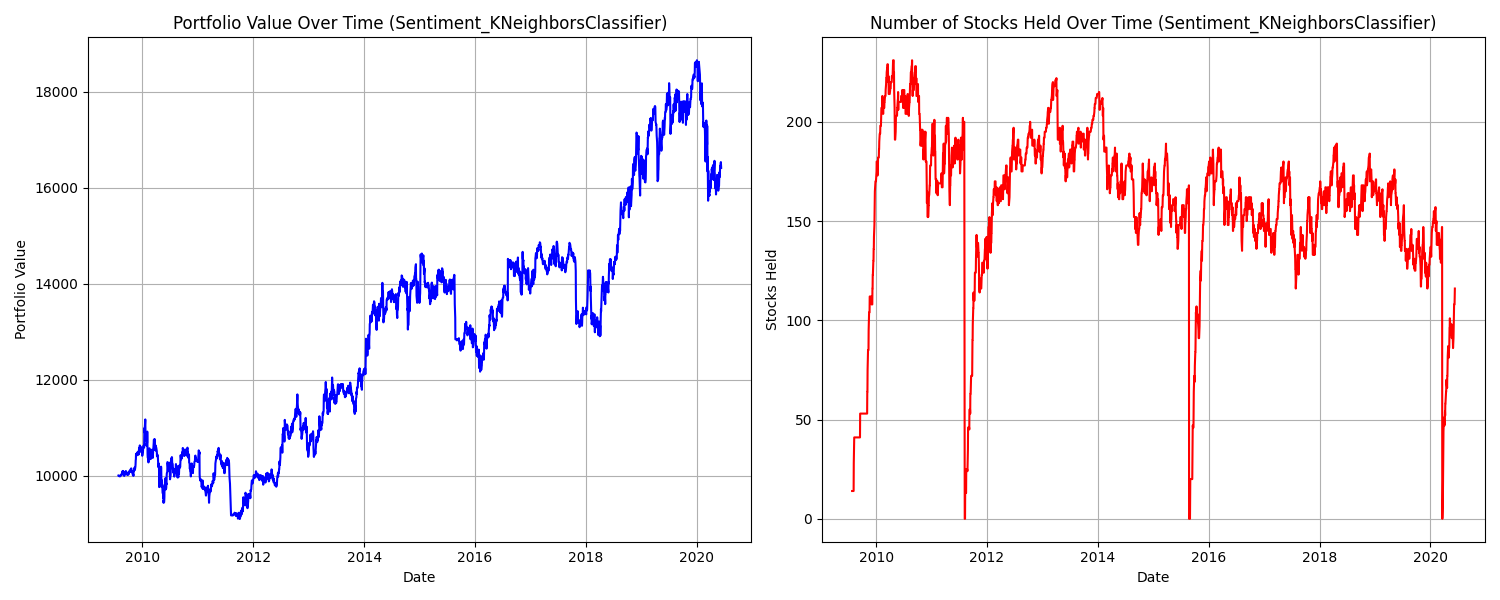 Portfolio Value Over Time (Sentiment_KNeighborsClassifier)
Portfolio Value
18000
16000
14000
12000
10000
2010 2012 2014 2016 2018 2020
Date
Number of Stocks Held Over Time (Sentiment_KNeighborsClassifier)
Stocks Held
200
150
100
50
0
2010 2012 2014 2016 2018 2020
Date